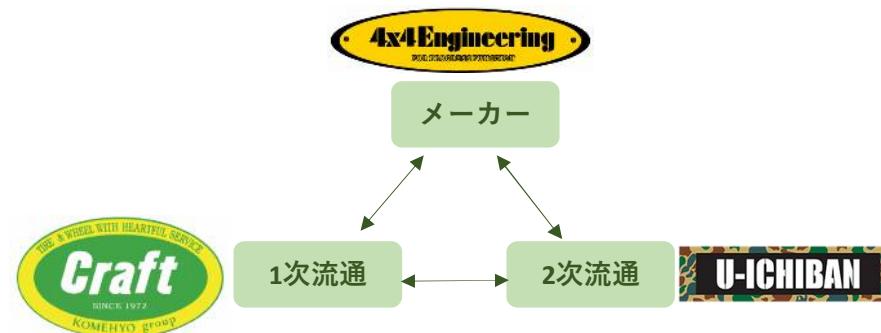 4x4Engineering
メーカー
TIRE & WHEEL WITH HEARTFUL SERVICE
Craft
SINCE 1972
KOMEHYO group
1次流通
2次流通
U-ICHIBAN